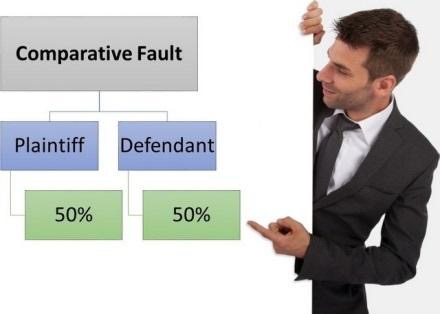 Comparative Fault
Plaintiff
Defendant
50%
50%